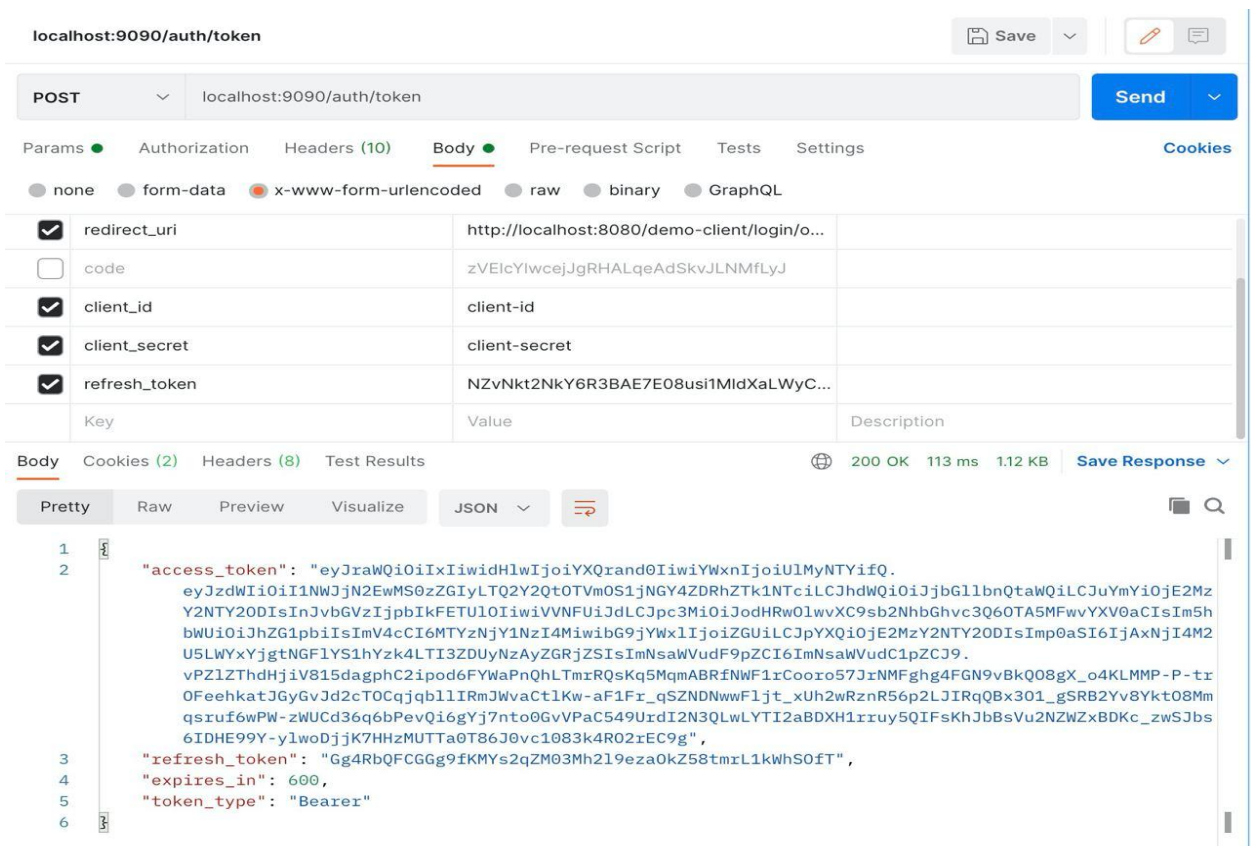 localhost:9090/auth/token
Save
POST localhost:9090/auth/token Send
Params Authorization Headers (10) Body Pre-request Script Tests Settings Cookies
none form-data x-www-form-urlencoded raw binary GraphQL
redirect_uri http://localhost:8080/demo-client/login/o...
code zVElcYlwcejJgRHALqeAdSkvJLNMfLyJ
client_id client-id
client_secret client-secret
refresh_token NZvNkt2NkY6R3BAE7E08usi1MldXaLWyC...
Key Value Description
Body Cookies (2) Headers (8) Test Results 200 OK 113 ms 1.12 KB Save Response
Pretty Raw Preview Visualize JSON
1 {
2 "access_token": "eyJraWQiOiIxIiwidHlwIjoiYXQrand0IiwiYWxnIjoiUlMyNTYifQ.
eyJzdWIiOiI1NWJjN2EwMS0zZGIyLTQ2Y2QtOTVmOS1jNGY4ZDRhZTk1NTciLCJhdWQiOiJjbGllbnQtaWQiLCJuYmYiOjE2Mz
Y2NTY2ODIsInJvbGVzIjpbIkFETUlOIiwiVVNFUiJdLCJpc3MiOiJodHRwOlwvXC9sb2NhbGhvc3Q6OTA5MFwvYXV0aCIsIm5h
bWUiOiJhZG1pbiIsImV4cCI6MTYzNjY1NzI4MiwibG9jYWxlIjoiZGUiLCJpYXQiOjE2MzY2NTY2ODIsImp0aSI6IjAxNjI4M2
U5LWYxYjgtNGFlYS1hYzk4LTI3ZDUyNzAyZGRjZSIsImNsaWVudF9pZCI6ImNsaWVudC1pZCJ9.
vPZlZThdHjiV815dagphC2ipod6FYWaPnQhLTmrRQsKq5MqmABRfNWF1rCooro57JrNMFghg4FGN9vBkQO8gX_o4KLMMP-P-tr
OFeehkatJGyGvJd2cTOCqjqbllIRmJWvaCtlKw-aF1Fr_qSZNDNwwFljt_xUh2wRznR56p2LJIRqQBx3O1_gSRB2Yv8YktO8Mm
qsruf6wPW-zWUCd36q6bPevQi6gYj7nto0GvVPaC549UrdI2N3QLwLYTI2aBDXH1rruy5QIFsKhJbBsVu2NZWZxBDKc_zwSJbs
6IDHE99Y-ylwoDjjK7HHzMUTTa0T86J0vc1083k4RO2rEC9g",
3 "refresh_token": "Gg4RbQFCGGg9fKMYs2qZM03Mh2l9ezaOkZ58tmrL1kWhSOfT",
4 "expires_in": 600,
5 "token_type": "Bearer"
6 }